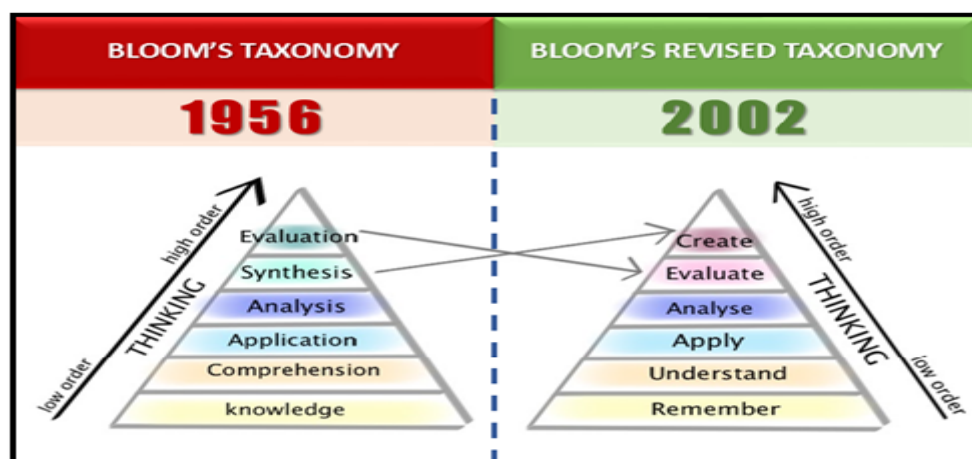 BLOOM'S TAXONOMY
BLOOM'S REVISED TAXONOMY
1956
2002
high order
THINKING
low order
Evaluation
Synthesis
Analysis
Application
Comprehension
knowledge
Create
Evaluate
Analyse
Apply
Understand
Remember
high order
THINKING
low order